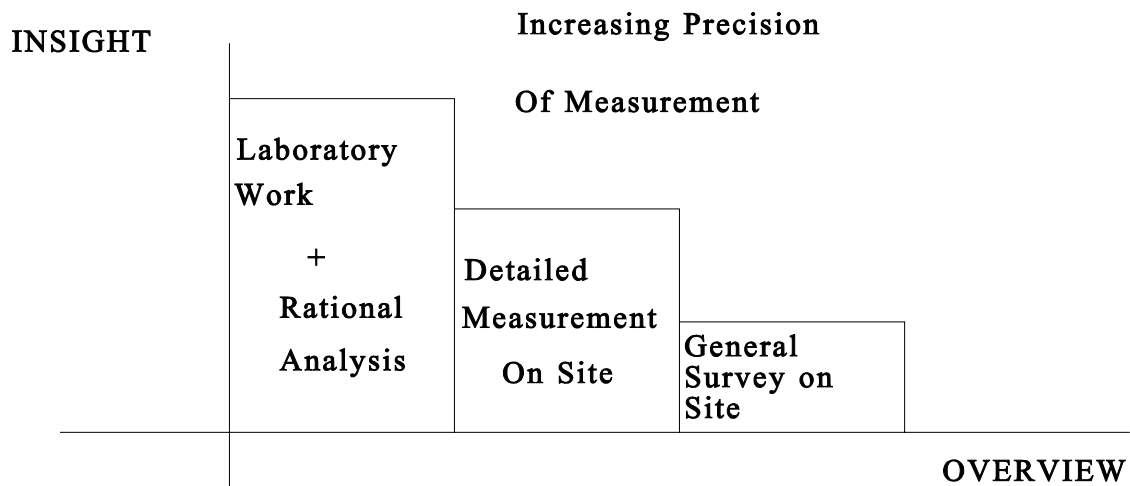 INSIGHT
Increasing Precision
Of Measurement
Laboratory
Work
+
Rational
Analysis
Detailed
Measurement
On Site
General
Survey on
Site
OVERVIEW